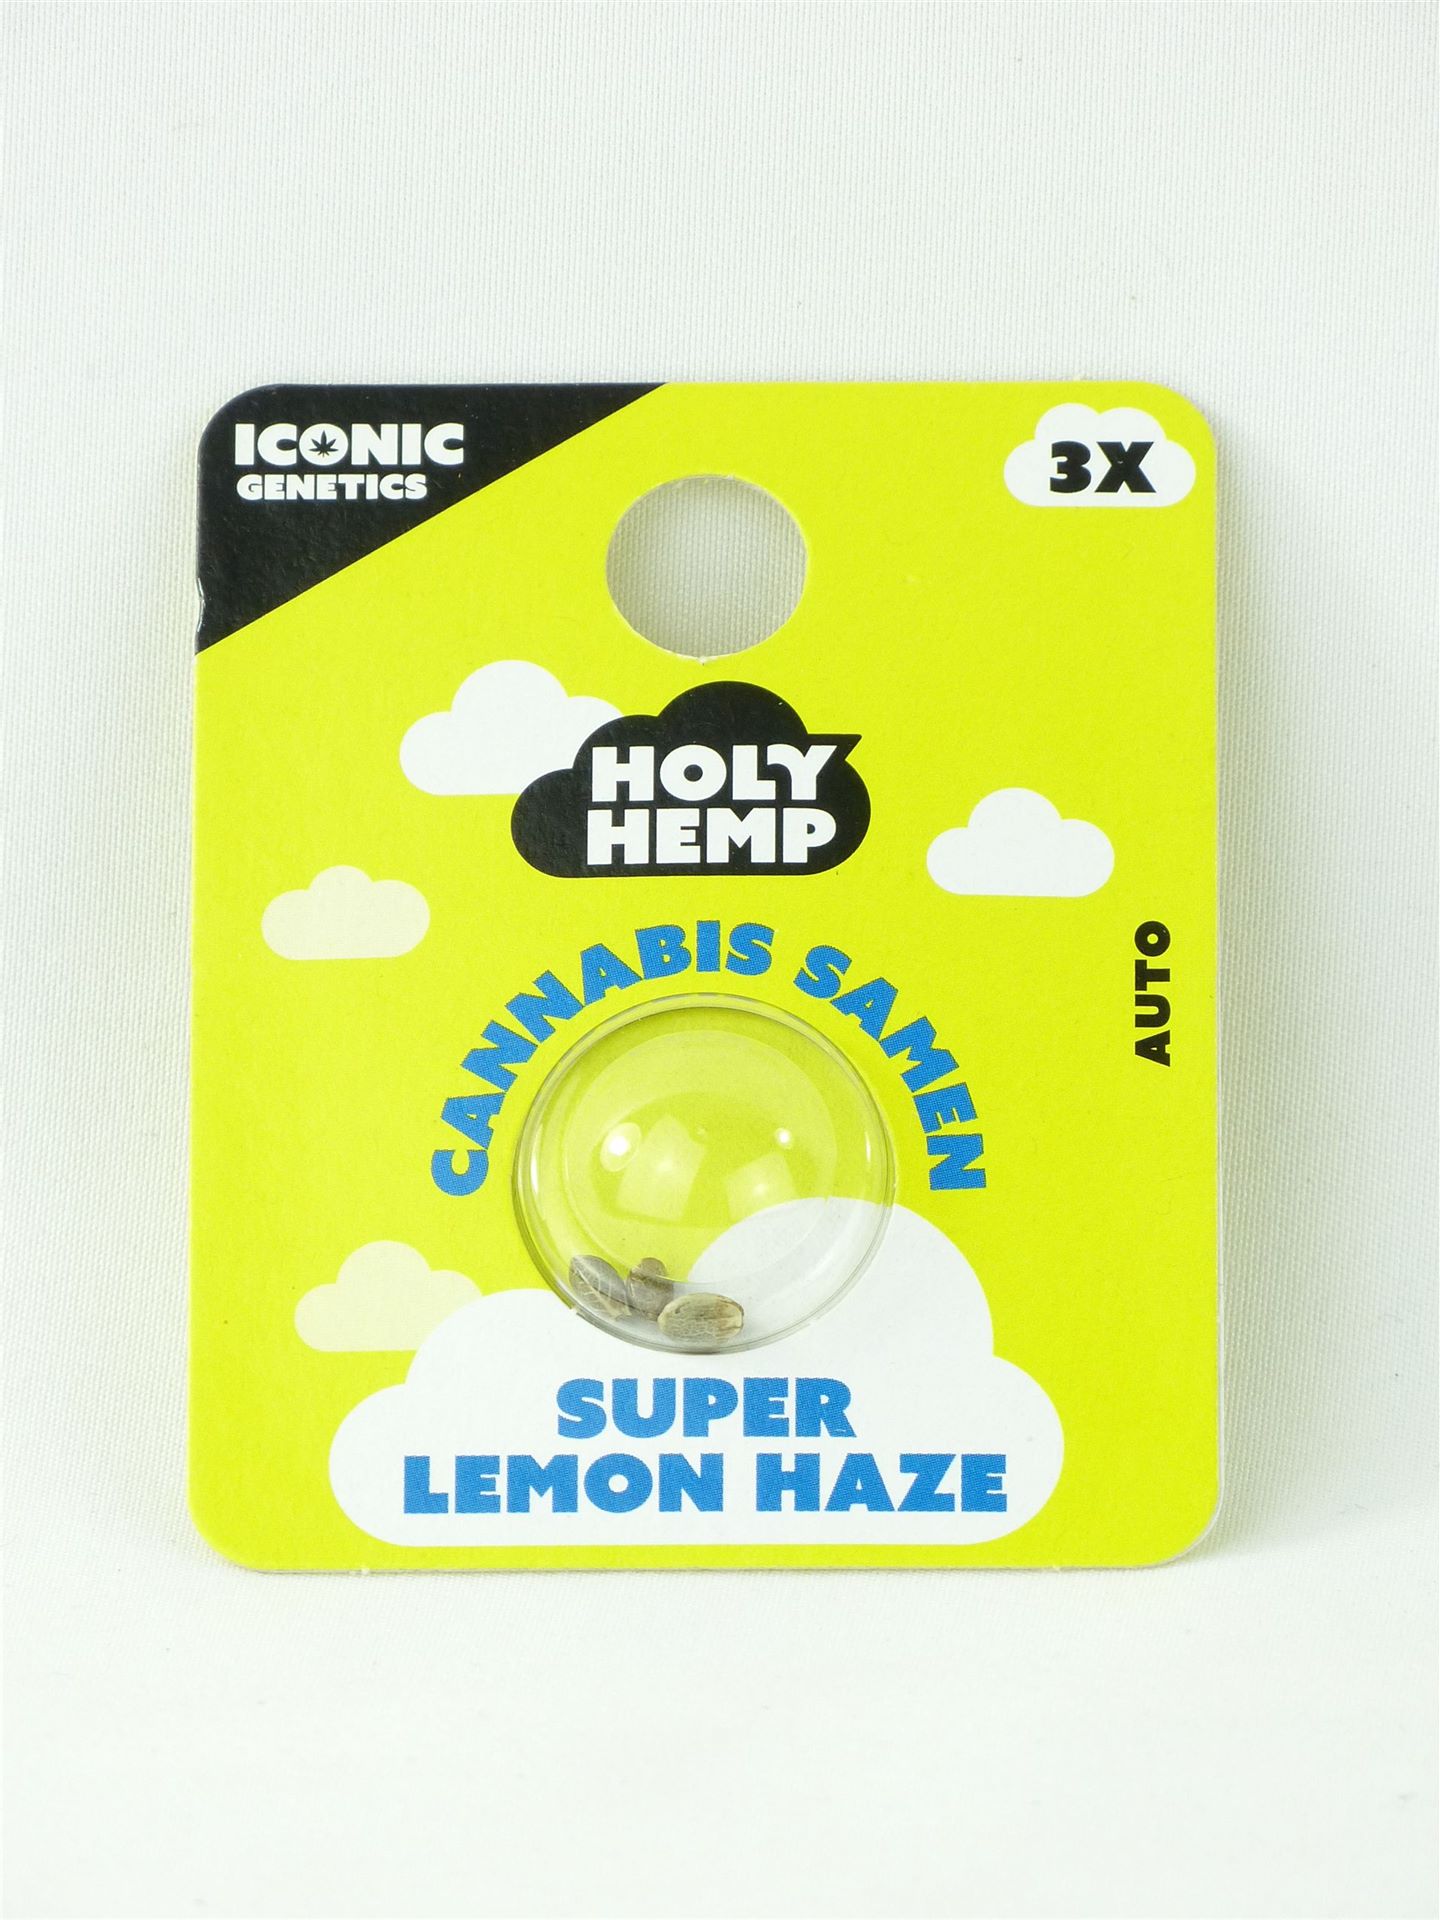 ICONIC
GENETICS
3X
HOLY
HEMP
CANNABIS SAMEN
AUTO
SUPER
LEMON HAZE